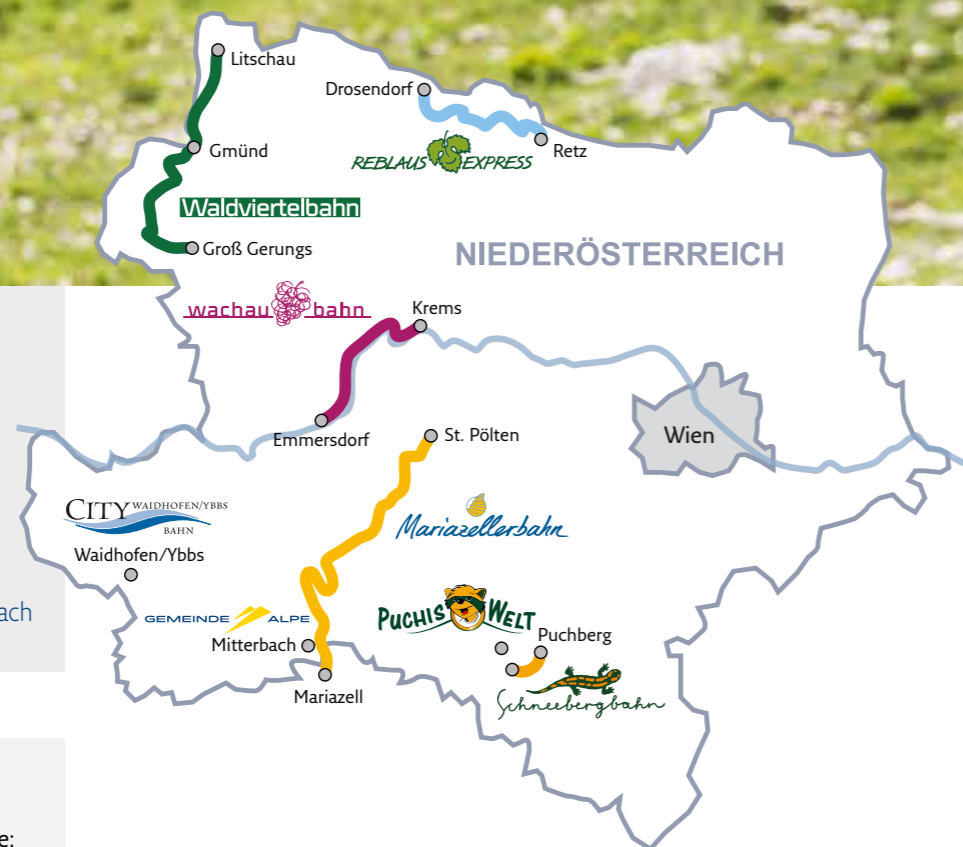 Litschau
Drosendorf
Gmünd
REBLAUS EXPRESS
Retz
Waldviertelbahn
Groß Gerungs
NIEDERÖSTERREICH
wachau bahn
Krems
Emmersdorf
St. Pölten
Wien
CITY WAIDHOFEN/YBBS
BAHN
Mariazellerbahn
Waidhofen/Ybbs
ach
GEMEINDE ALPE
PUCHIS WELT
Mitterbach
Puchberg
Mariazell
Schneebergbahn
e: